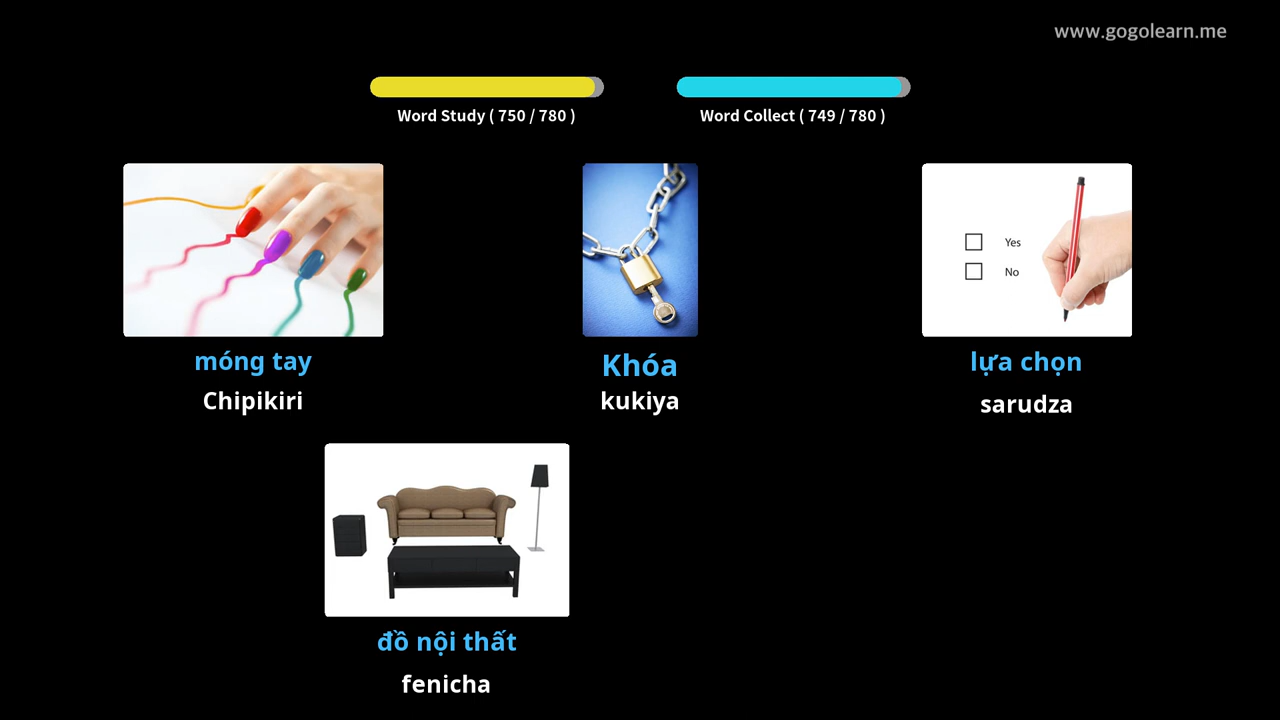 www.gogolearn.me
Word Study ( 750 / 780 )
Word Collect ( 749 / 780 )
Yes
No
móng tay
Chipikiri
Khóa
kukiya
lựa chọn
sarudza
đồ nội thất
fenicha